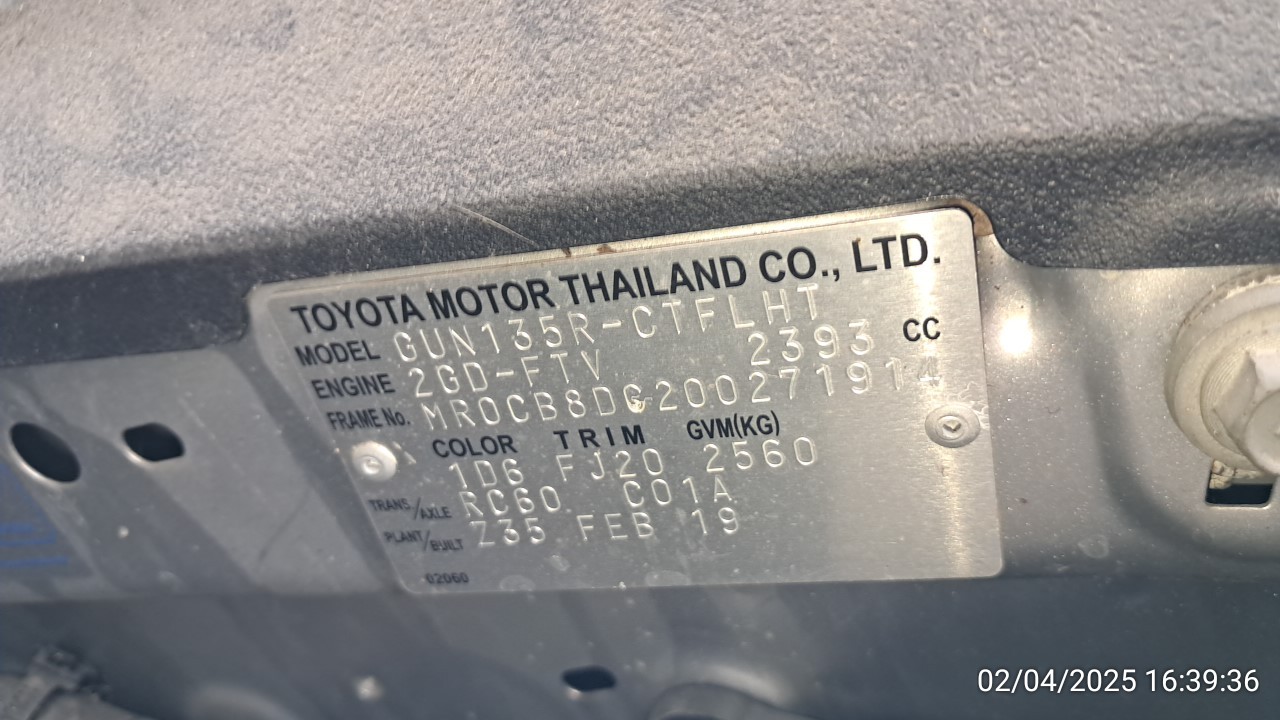 TOYOTA MOTOR THAILAND CO., LTD.
MODEL GUN135R-CTFLHT
ENGINE 2GD-FTV 2393 CC
FRAME No. MR0CB8DG200271914
COLOR TRIM GVM(KG)
1D6 FJ20 2560
TRANS/AXLE RC60 C01A
PLANT/BUILT Z35 FEB 19
02060
02/04/2025 16:39:36